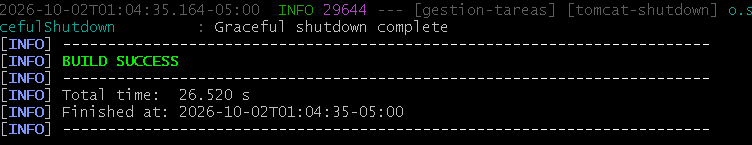 2026-10-02T01:04:35.164-05:00  INFO 29644 --- [gestion-tareas] [tomcat-shutdown] o.s
cefulShutdown          : Graceful shutdown complete
[INFO] ------------------------------------------------------------------------
[INFO] BUILD SUCCESS
[INFO] ------------------------------------------------------------------------
[INFO] Total time:  26.520 s
[INFO] Finished at: 2026-10-02T01:04:35-05:00
[INFO] ------------------------------------------------------------------------